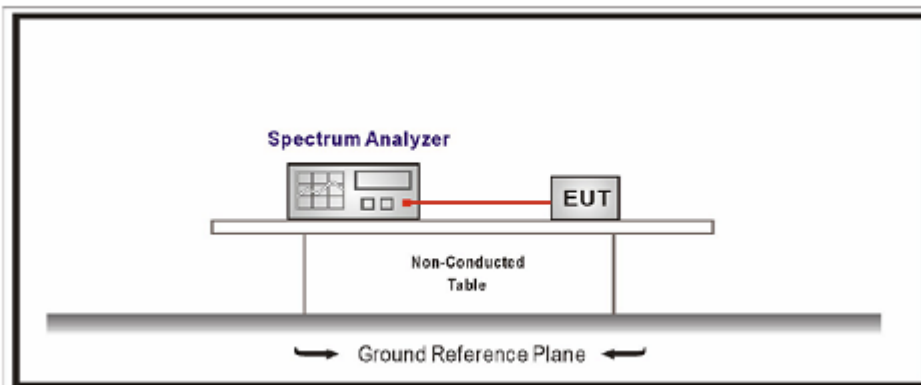 Spectrum Analyzer
EUT
Non-Conducted
Table
Ground Reference Plane